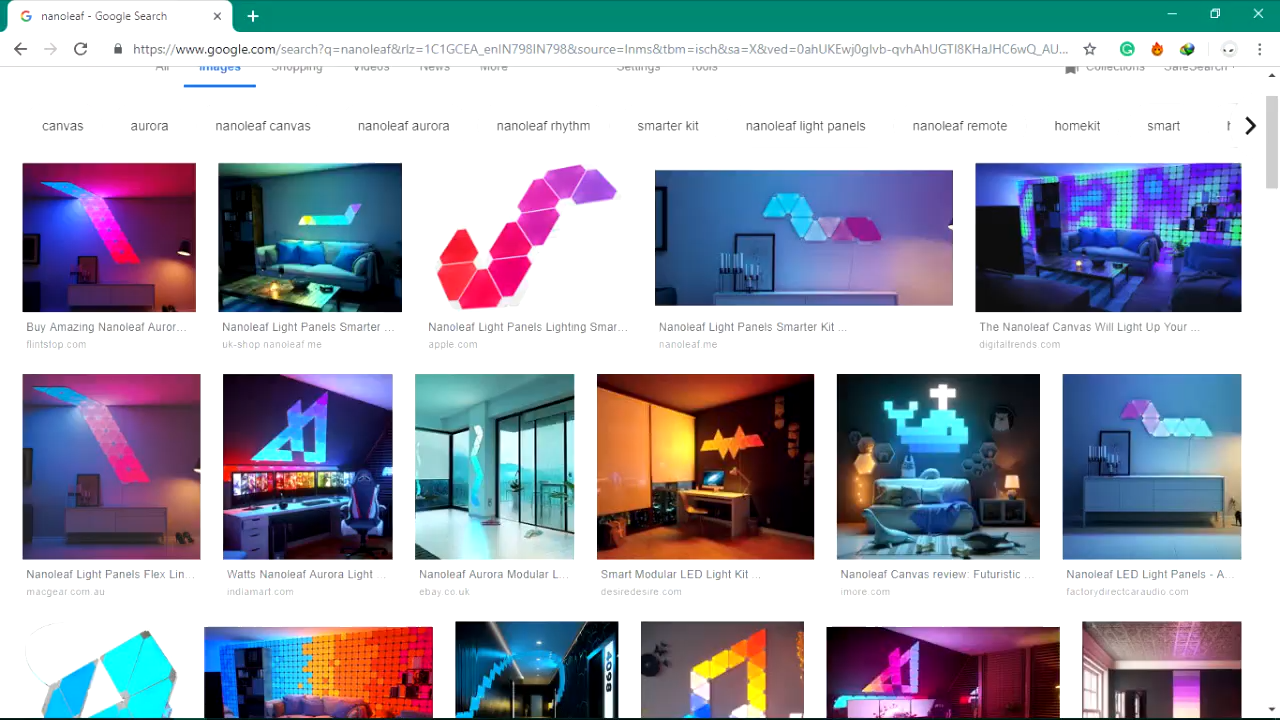 nanoleaf - Google Search
https://www.google.com/search?q=nanoleaf&rlz=1C1GCEA_enIN798IN798&source=lnms&tbm=isch&sa=X&ved=0ahUKEwj0gIvb-qvhAhUGTI8KHaJHC6wQ_AU...
All Images Shopping Videos News More Settings Tools Collections SafeSearch
canvas aurora nanoleaf canvas nanoleaf aurora nanoleaf rhythm smarter kit nanoleaf light panels nanoleaf remote homekit smart
Buy Amazing Nanoleaf Auror... Nanoleaf Light Panels Smarter ... Nanoleaf Light Panels Lighting Smar... Nanoleaf Light Panels Smarter Kit ... The Nanoleaf Canvas Will Light Up Your ...
flintstop.com uk-shop.nanoleaf.me apple.com nanoleaf.me digitaltrends.com
Nanoleaf Light Panels Flex Lin... Watts Nanoleaf Aurora Light ... Nanoleaf Aurora Modular L... Smart Modular LED Light Kit ... Nanoleaf Canvas review: Futuristic ... Nanoleaf LED Light Panels - A...
macgear.com.au indiamart.com ebay.co.uk desiredesire.com imore.com factorydirectcaraudio.com
4098